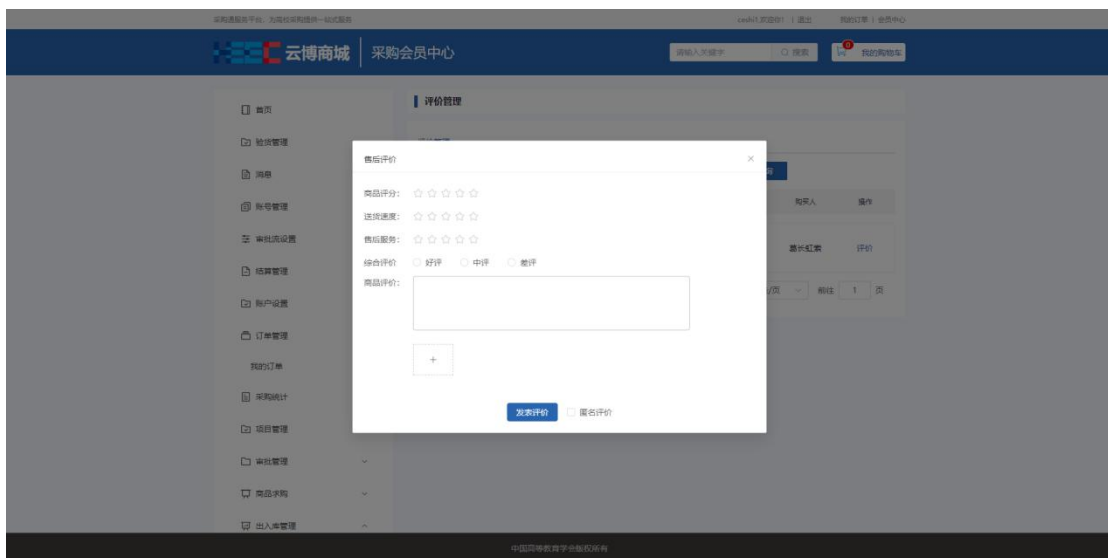 采购通服务平台，为高校采购提供一站式服务
ceshi1,欢迎你! | 退出 我的订单 | 会员中心
云博商城 采购会员中心
请输入关键字 搜索 0 我的购物车
首页
验货管理
消息
账号管理
审批流设置
结算管理
账户设置
订单管理
我的订单
采购统计
项目管理
审批管理
商品求购
出入库管理
评价管理
购买人 操作
评价
/页 前往 1 页
售后评价
商品评分:
送货速度:
售后服务:
综合评价 好评 中评 差评
商品评价:
发表评价 匿名评价
中国高等教育学会版权所有